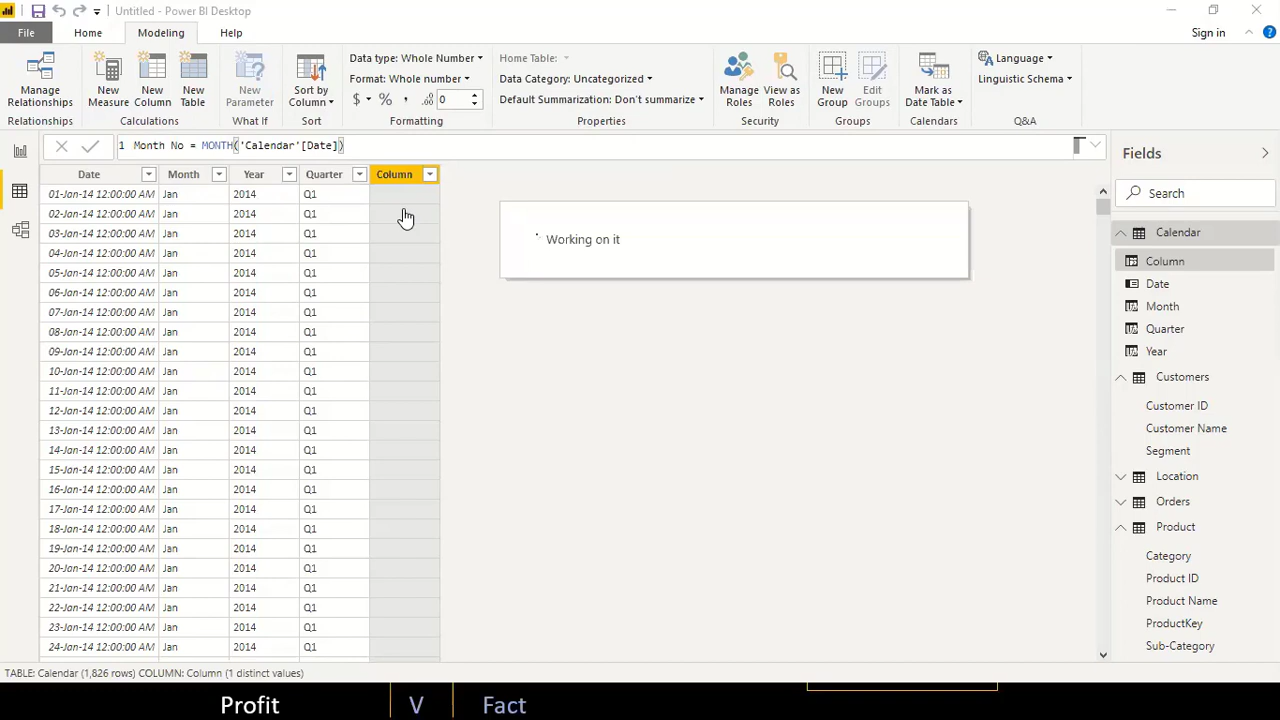 Untitled - Power BI Desktop
File
Home
Modeling
Help
Sign in
Manage Relationships
Relationships
New Measure
New Column
New Table
Calculations
New Parameter
What If
Sort by Column
Sort
Data type: Whole Number
Format: Whole number
$ % , .00 0
Formatting
Home Table:
Data Category: Uncategorized
Default Summarization: Don't summarize
Properties
Manage Roles
View as Roles
Security
New Group
Edit Groups
Groups
Mark as Date Table
Calendars
Language
Linguistic Schema
Q&A
1 Month No = MONTH('Calendar'[Date])
Date Month Year Quarter Column
01-Jan-14 12:00:00 AM Jan 2014 Q1
02-Jan-14 12:00:00 AM Jan 2014 Q1
03-Jan-14 12:00:00 AM Jan 2014 Q1
04-Jan-14 12:00:00 AM Jan 2014 Q1
05-Jan-14 12:00:00 AM Jan 2014 Q1
06-Jan-14 12:00:00 AM Jan 2014 Q1
07-Jan-14 12:00:00 AM Jan 2014 Q1
08-Jan-14 12:00:00 AM Jan 2014 Q1
09-Jan-14 12:00:00 AM Jan 2014 Q1
10-Jan-14 12:00:00 AM Jan 2014 Q1
11-Jan-14 12:00:00 AM Jan 2014 Q1
12-Jan-14 12:00:00 AM Jan 2014 Q1
13-Jan-14 12:00:00 AM Jan 2014 Q1
14-Jan-14 12:00:00 AM Jan 2014 Q1
15-Jan-14 12:00:00 AM Jan 2014 Q1
16-Jan-14 12:00:00 AM Jan 2014 Q1
17-Jan-14 12:00:00 AM Jan 2014 Q1
18-Jan-14 12:00:00 AM Jan 2014 Q1
19-Jan-14 12:00:00 AM Jan 2014 Q1
20-Jan-14 12:00:00 AM Jan 2014 Q1
21-Jan-14 12:00:00 AM Jan 2014 Q1
22-Jan-14 12:00:00 AM Jan 2014 Q1
23-Jan-14 12:00:00 AM Jan 2014 Q1
24-Jan-14 12:00:00 AM Jan 2014 Q1
Working on it
Fields
Search
Calendar
Column
Date
Month
Quarter
Year
Customers
Customer ID
Customer Name
Segment
Location
Orders
Product
Category
Product ID
Product Name
ProductKey
Sub-Category
TABLE: Calendar (1,826 rows) COLUMN: Column (1 distinct values)
Profit V Fact